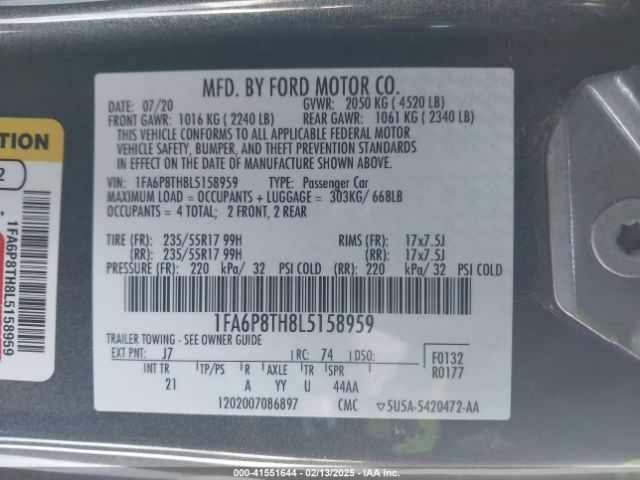 MFD. BY FORD MOTOR CO.
DATE: 07/20 GVWR: 2050 KG ( 4520 LB)
FRONT GAWR: 1016 KG ( 2240 LB) REAR GAWR: 1061 KG ( 2340 LB)
THIS VEHICLE CONFORMS TO ALL APPLICABLE FEDERAL MOTOR
VEHICLE SAFETY, BUMPER, AND THEFT PREVENTION STANDARDS
IN EFFECT ON THE DATE OF MANUFACTURE SHOWN ABOVE.
VIN: 1FA6P8TH8L5158959 TYPE: Passenger Car
MAXIMUM LOAD = OCCUPANTS + LUGGAGE = 303KG/ 668LB
OCCUPANTS = 4 TOTAL; 2 FRONT, 2 REAR
TIRE (FR): 235/55R17 99H RIMS (FR): 17x7.5J
(RR): 235/55R17 99H (RR): 17x7.5J
PRESSURE (FR): 220 kPa/ 32 PSI COLD (RR): 220 kPa/ 32 PSI COLD
1FA6P8TH8L5158959
TRAILER TOWING - SEE OWNER GUIDE
EXT PNT: J7 RC: 74 DSO: F0132
INT TR TP/PS R AXLE TR SPR R0177
21 A YY U 44AA
1202007086897 CMC 5U5A-5420472-AA
TION
2
1FA6P8TH8L5158959
000-41551644 - 02/13/2025 - IAA Inc.